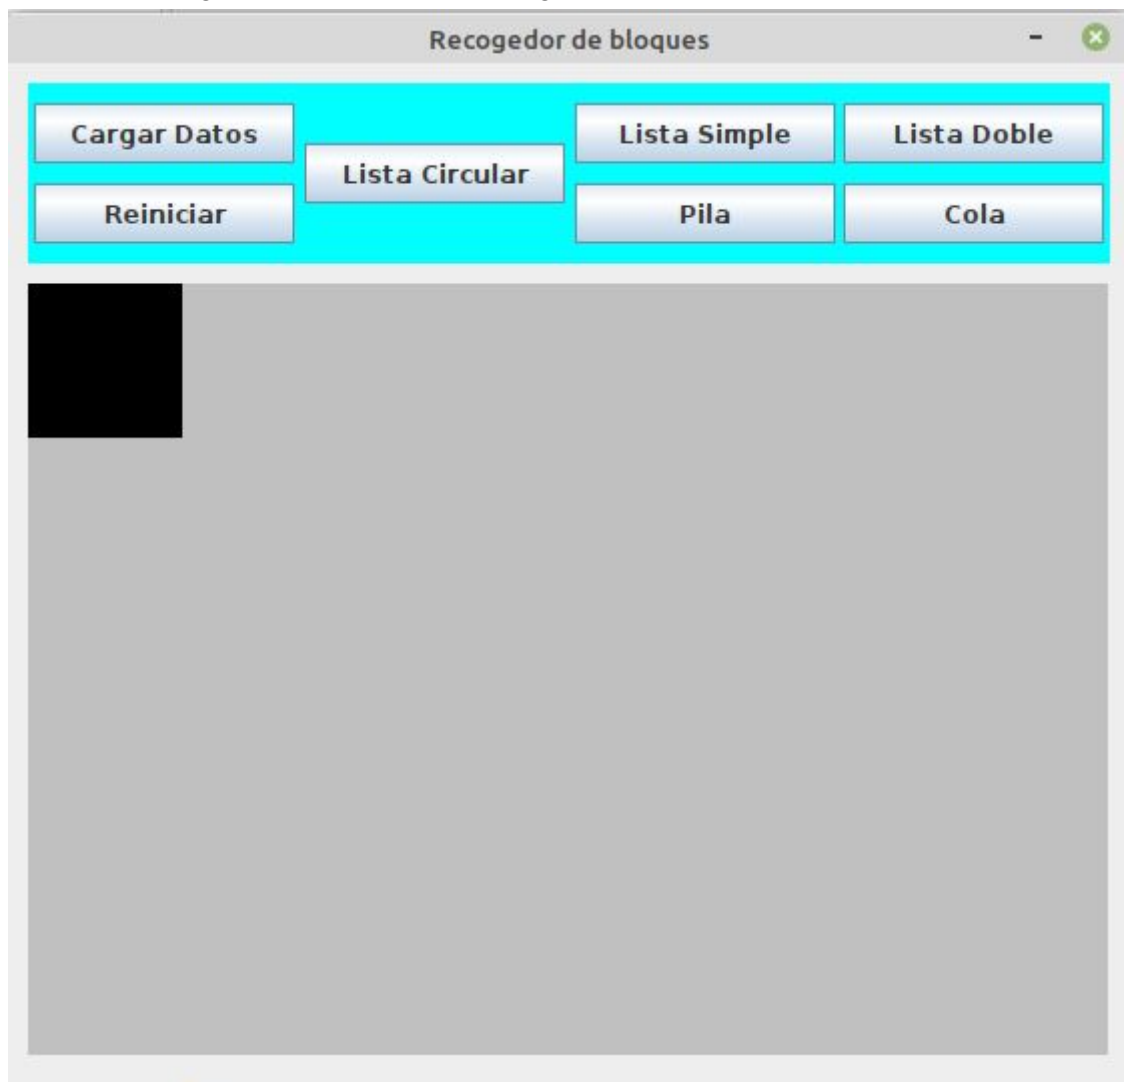 Recogedor de bloques
Cargar Datos
Lista Circular
Lista Simple
Lista Doble
Reiniciar
Pila
Cola